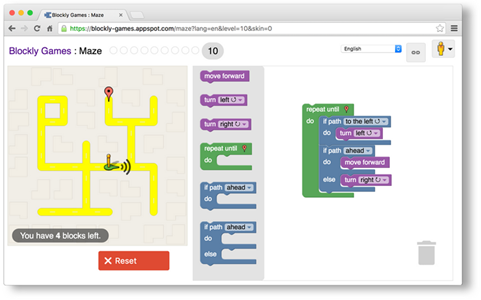 Blockly Games : Maze
https://blockly-games.appspot.com/maze?lang=en&level=10&skin=0
Blockly Games : Maze
10
English
move forward
turn left ↺
turn right ↻
repeat until
do
if path ahead
do
if path ahead
do
else
repeat until
do
if path to the left
do turn left ↺
if path ahead
do move forward
else turn right ↻
You have 4 blocks left.
Reset